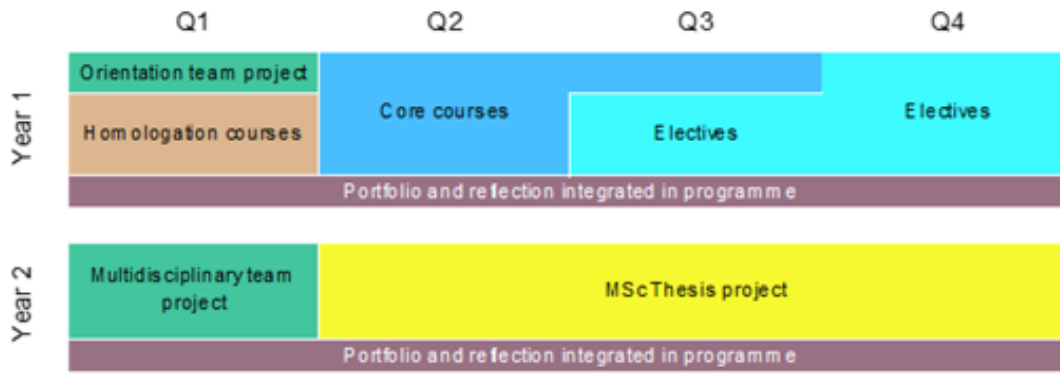 Q1 Q2 Q3 Q4
Year 1
Orientation team project
Homologation courses
Core courses
Electives
Electives
Portfolio and reflection integrated in programme
Year 2
Multidisciplinary team
project
MSc Thesis project
Portfolio and reflection integrated in programme